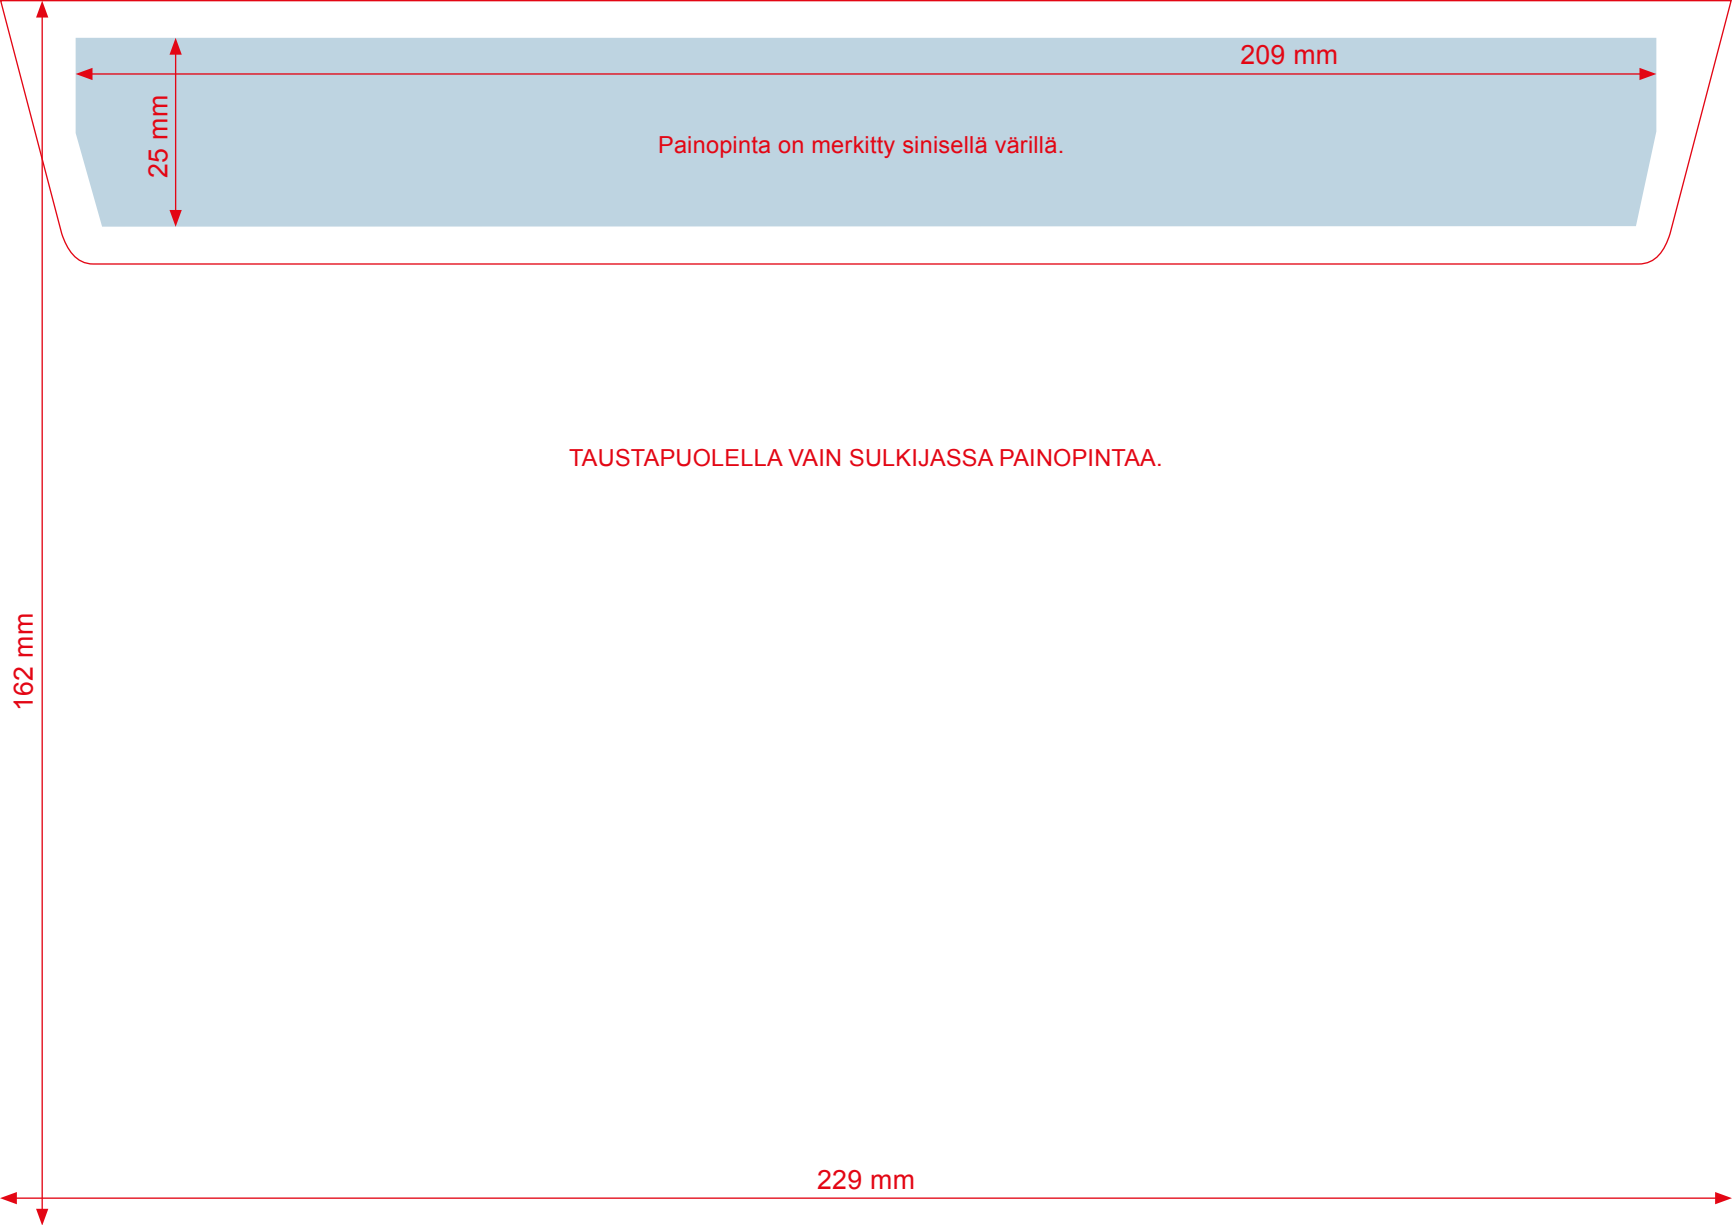 209 mm
25 mm
Painopinta on merkitty sinisellä värillä.
TAUSTAPUOLELLA VAIN SULKIJASSA PAINOPINTAA.
162 mm
229 mm